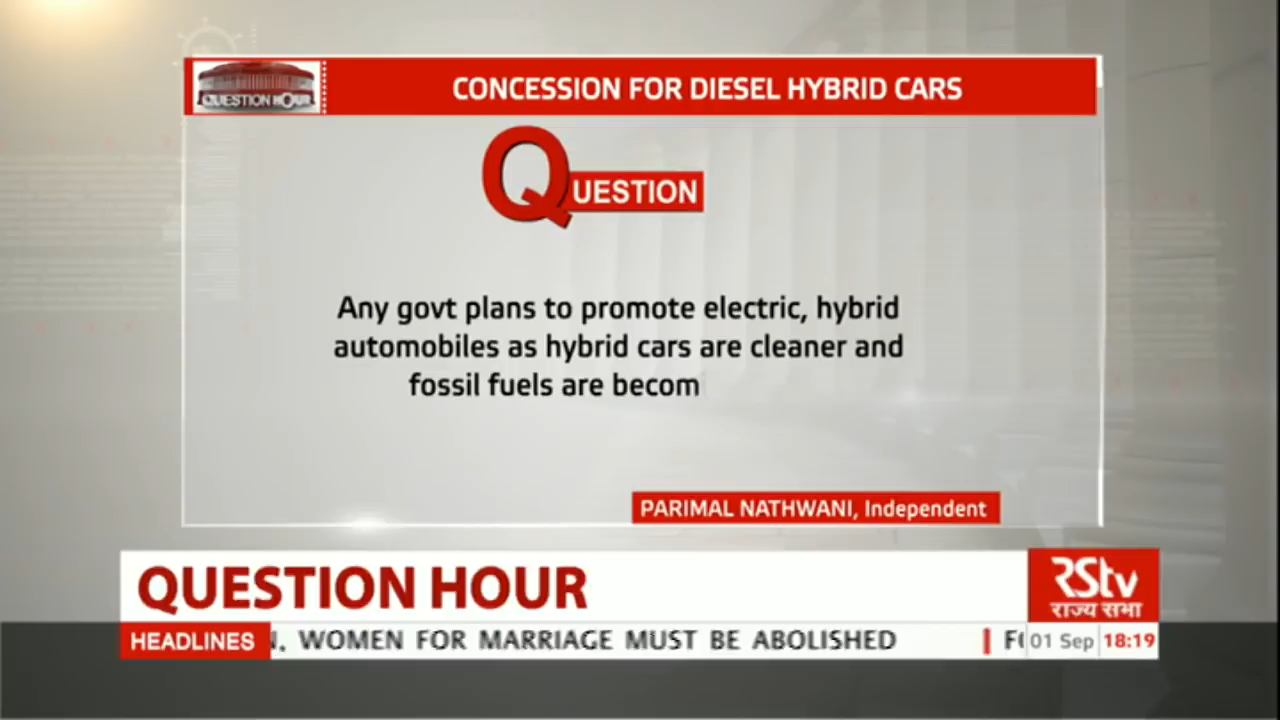 QUESTION HOUR
CONCESSION FOR DIESEL HYBRID CARS
QUESTION
Any govt plans to promote electric, hybrid
automobiles as hybrid cars are cleaner and
fossil fuels are becom
PARIMAL NATHWANI, Independent
QUESTION HOUR
RStv
राज्य सभा
HEADLINES
. WOMEN FOR MARRIAGE MUST BE ABOLISHED
01 Sep 18:19